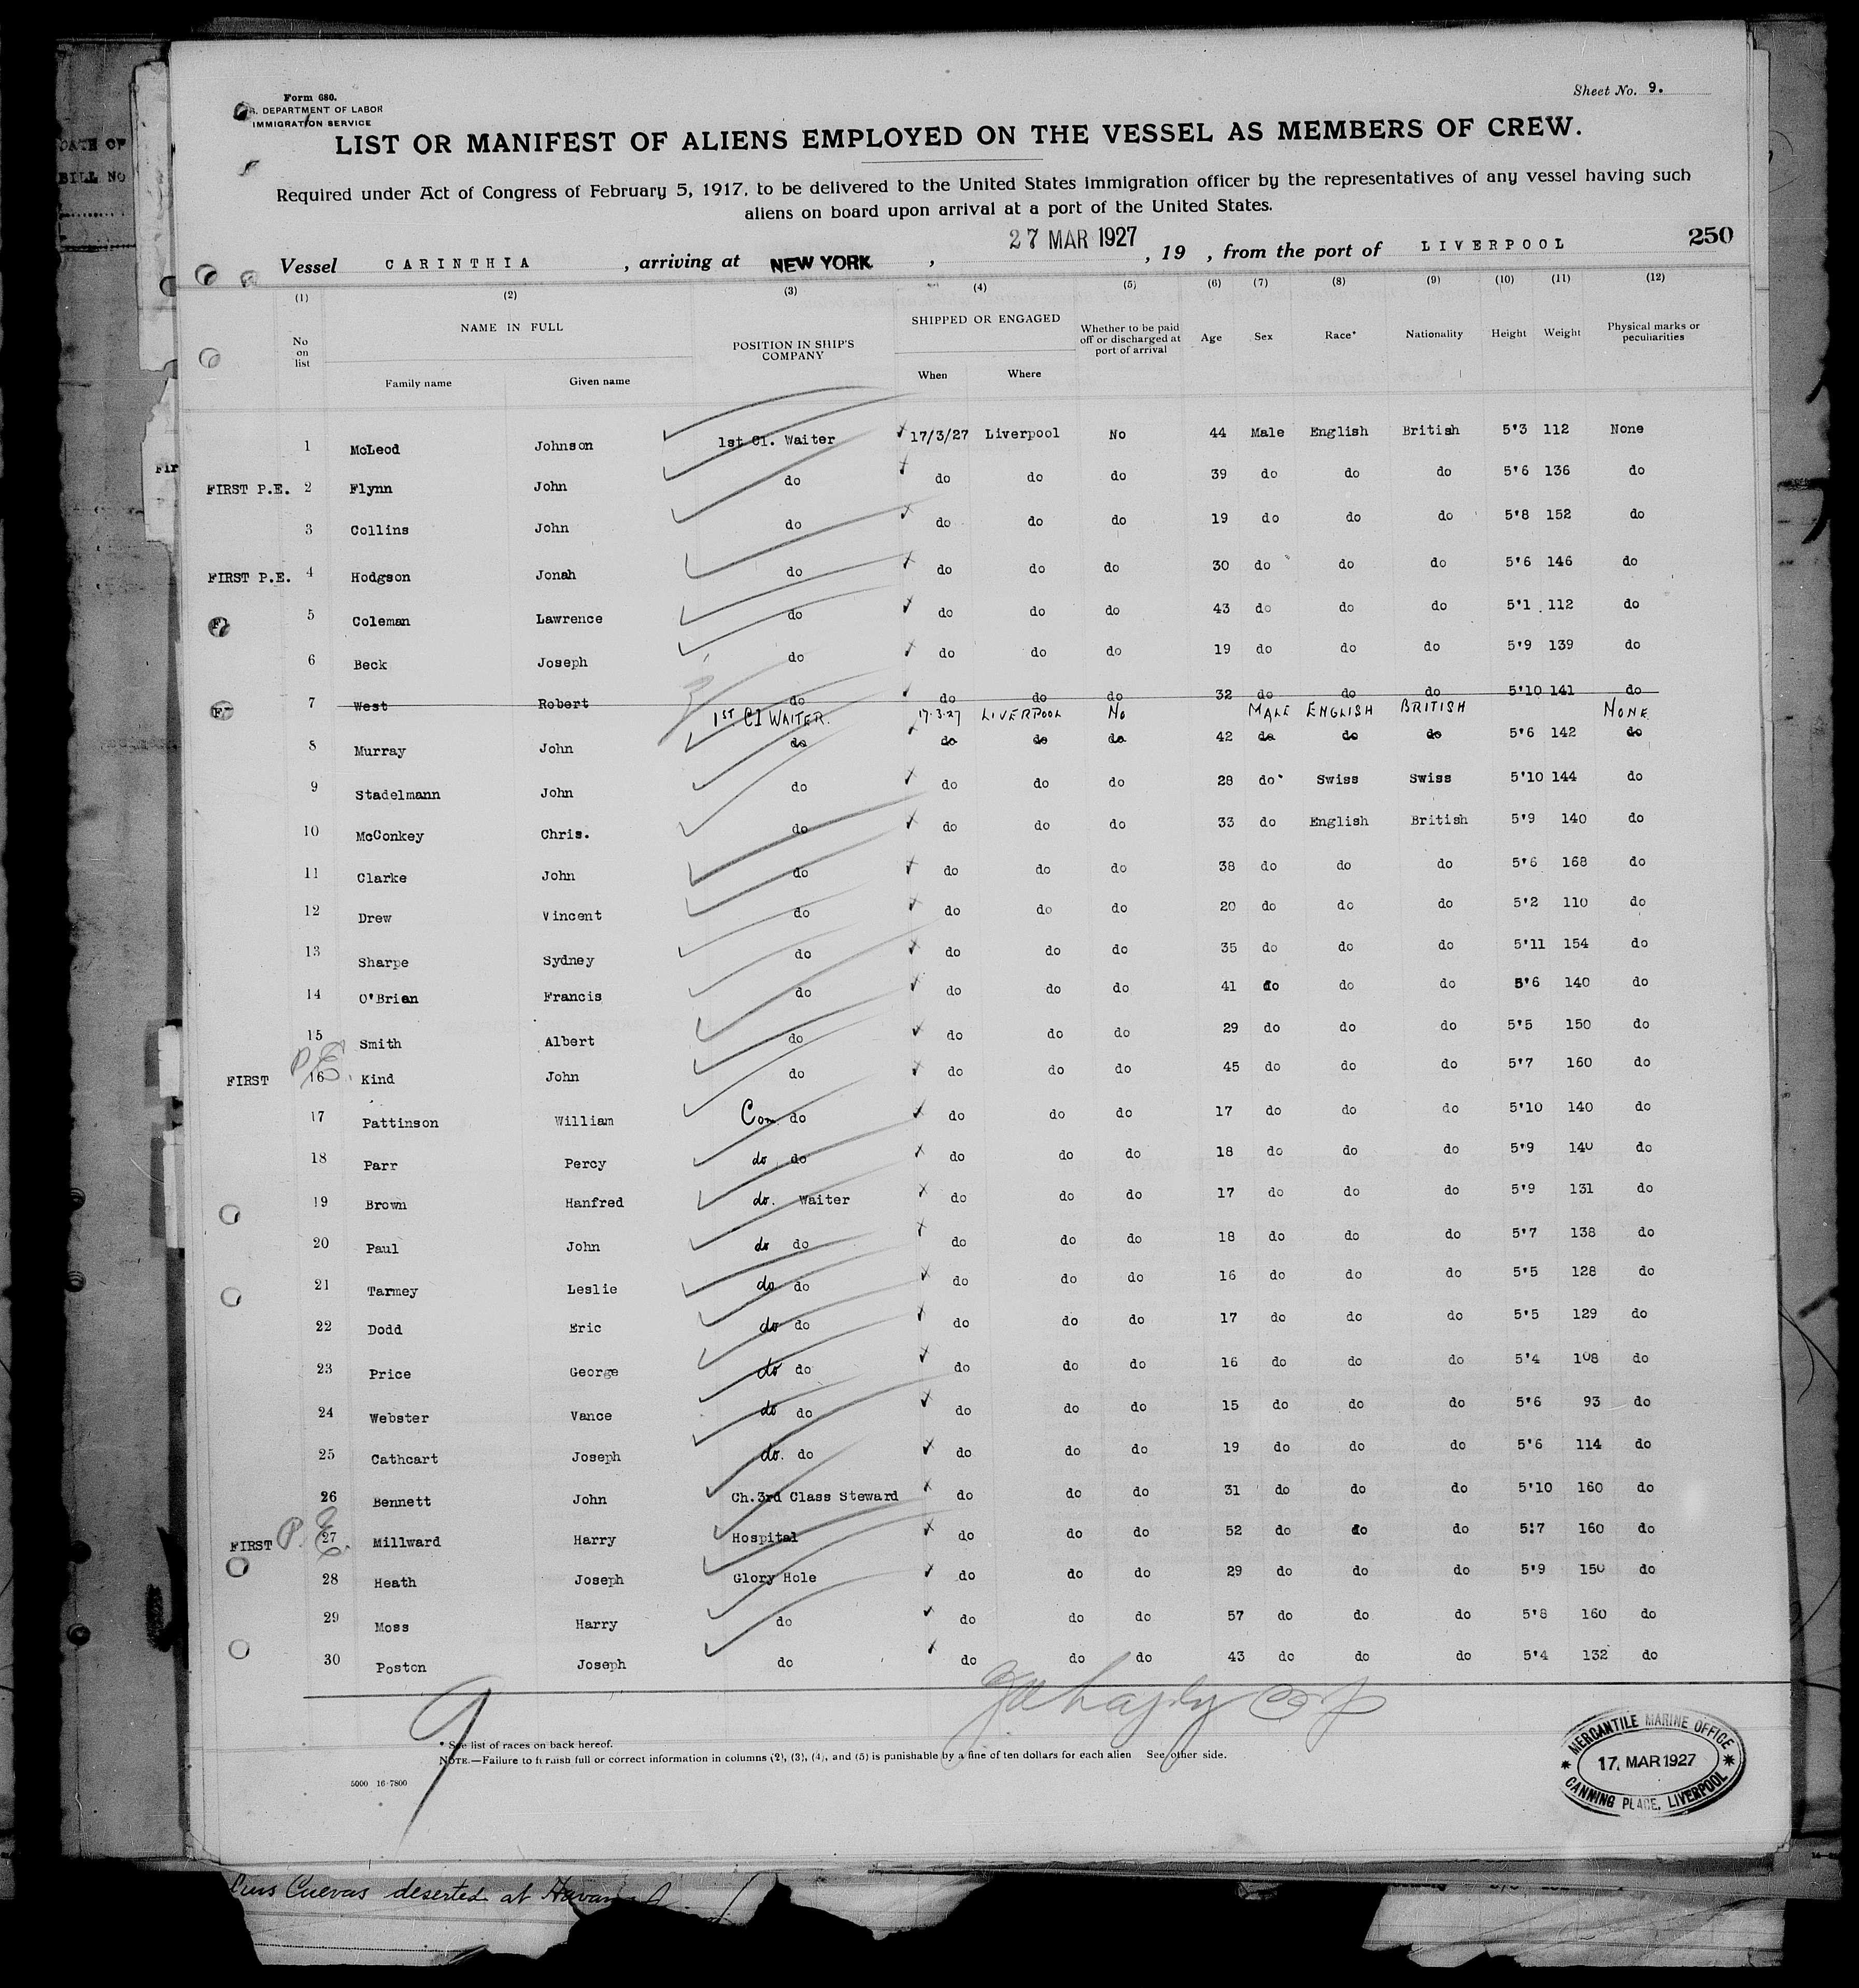 Form 680.
DEPARTMENT OF LABOR
IMMIGRATION SERVICE
Sheet No. 9.
LIST OR MANIFEST OF ALIENS EMPLOYED ON THE VESSEL AS MEMBERS OF CREW.
Required under Act of Congress of February 5, 1917, to be delivered to the United States immigration officer by the representatives of any vessel having such
aliens on board upon arrival at a port of the United States.
250
Vessel CARINTHIA , arriving at NEW YORK , 27 MAR 1927 , 19 , from the port of LIVERPOOL
(1) (2) (3) (4) (5) (6) (7) (8) (9) (10) (11) (12)
No on list NAME IN FULL POSITION IN SHIP'S COMPANY SHIPPED OR ENGAGED Whether to be paid off or discharged at port of arrival Age Sex Race* Nationality Height Weight Physical marks or peculiarities
Family name Given name When Where
1 McLeod Johnson 1st Cl. Waiter 17/3/27 Liverpool No 44 Male English British 5'3 112 None
FIRST P.E. 2 Flynn John do do do do 39 do do do 5'6 136 do
3 Collins John do do do do 19 do do do 5'8 152 do
FIRST P.E. 4 Hodgson Jonah do do do do 30 do do do 5'6 146 do
5 Coleman Lawrence do do do do 43 do do do 5'1 112 do
6 Beck Joseph do do do do 19 do do do 5'9 139 do
7 West Robert do do do do 32 do do do 5'10 141 do
1ST Cl WAITER. 17.3.27 LIVERPOOL No MALE ENGLISH BRITISH NONE
8 Murray John do do do do 42 do do do 5'6 142 do
9 Stadelmann John do do do do 28 do Swiss Swiss 5'10 144 do
10 McConkey Chris. do do do do 33 do English British 5'9 140 do
11 Clarke John do do do do 38 do do do 5'6 168 do
12 Drew Vincent do do do do 20 do do do 5'2 110 do
13 Sharpe Sydney do do do do 35 do do do 5'11 154 do
14 O'Brian Francis do do do do 41 do do do 5'6 140 do
15 Smith Albert do do do do 29 do do do 5'5 150 do
FIRST P.E. 16 Kind John do do do do 45 do do do 5'7 160 do
17 Pattinson William Com. do do do do 17 do do do 5'10 140 do
18 Parr Percy do do do do do 18 do do do 5'9 140 do
19 Brown Hanfred do. Waiter do do do 17 do do do 5'9 131 do
20 Paul John do do do do do 18 do do do 5'7 138 do
21 Tarmey Leslie do do do do do 16 do do do 5'5 128 do
22 Dodd Eric do do do do do 17 do do do 5'5 129 do
23 Price George do do do do do 16 do do do 5'4 108 do
24 Webster Vance do do do do do 15 do do do 5'6 93 do
25 Cathcart Joseph do. do do do do 19 do do do 5'6 114 do
26 Bennett John Ch.3rd Class Steward do do do 31 do do do 5'10 160 do
FIRST P.E. 27 Millward Harry Hospital do do do 52 do do do 5:7 160 do
28 Heath Joseph Glory Hole do do do 29 do do do 5'9 150 do
29 Moss Harry do do do do 57 do do do 5'8 160 do
30 Poston Joseph do do do do 43 do do do 5'4 132 do
9
* See list of races on back hereof.
NOTE.—Failure to furnish full or correct information in columns (2), (3), (4), and (5) is punishable by a fine of ten dollars for each alien See other side.
5000 16-7800
MERCANTILE MARINE OFFICE
17. MAR 1927
CANNING PLACE, LIVERPOOL
Cuevas deserted at Havana
DATE OF
BILL NO